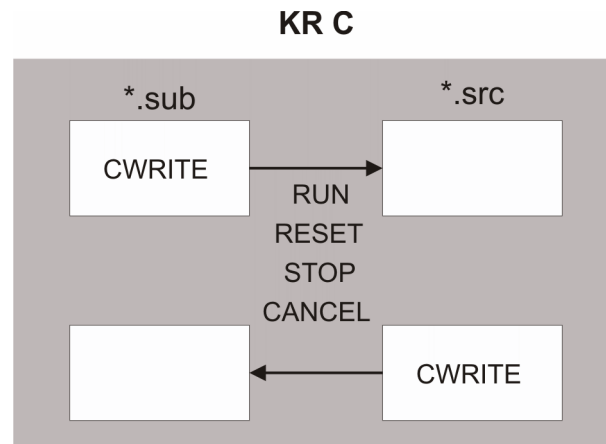 KR C
*.sub *.src
CWRITE
RUN
RESET
STOP
CANCEL
CWRITE